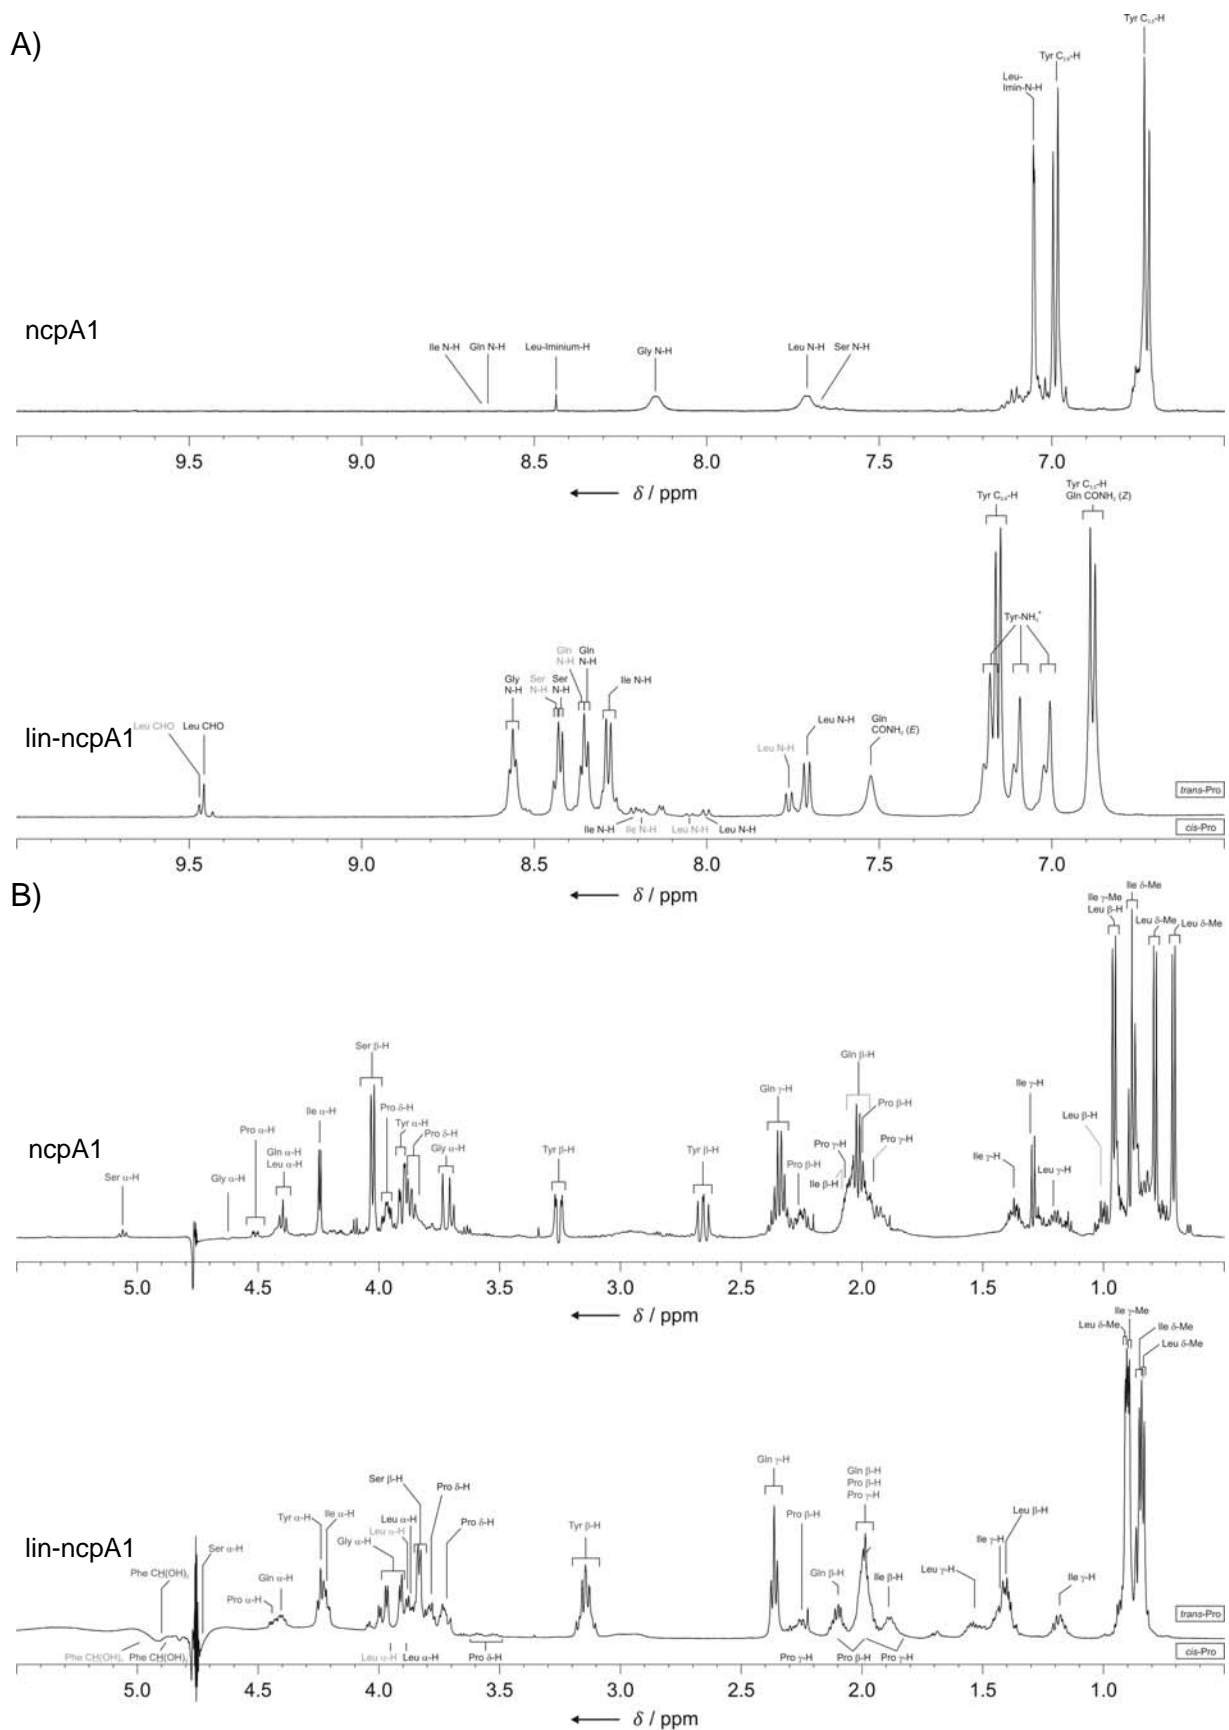 A)
Tyr C3,5-H
Tyr C2,6-H
Leu-
Imin-N-H
ncpA1
Ile N-H
Gln N-H
Leu-Iminium-H
Gly N-H
Leu N-H
Ser N-H
9.5
9.0
8.5
8.0
7.5
7.0
δ / ppm
Tyr C2,6-H
Tyr C3,5-H
Gln CONH2 (Z)
Tyr-NH3+
Gln
N-H
Gln
N-H
Gly
N-H
Ser
N-H
Ser
N-H
Ile N-H
lin-ncpA1
Leu CHO
Leu CHO
Leu N-H
Leu N-H
Gln
CONH2 (E)
trans-Pro
Ile N-H
Ile N-H
Leu N-H
Leu N-H
cis-Pro
9.5
9.0
8.5
8.0
7.5
7.0
δ / ppm
B)
Ile δ-Me
Ile γ-Me
Leu β-H
Leu δ-Me
Leu δ-Me
ncpA1
Ser α-H
Gly α-H
Pro α-H
Gln α-H
Leu α-H
Ile α-H
Ser β-H
Pro δ-H
Tyr α-H
Pro δ-H
Gly α-H
Tyr β-H
Tyr β-H
Gln γ-H
Pro β-H
Ile β-H
Pro γ-H
Gln β-H
Pro β-H
Pro γ-H
Ile γ-H
Ile γ-H
Leu γ-H
Leu β-H
5.0
4.5
4.0
3.5
3.0
2.5
2.0
1.5
1.0
δ / ppm
Ile γ-Me
Leu δ-Me
Ile δ-Me
Leu δ-Me
lin-ncpA1
Phe CH(OH)2
Ser α-H
Pro α-H
Gln α-H
Tyr α-H
Ile α-H
Gly α-H
Leu α-H
Leu α-H
Ser β-H
Pro δ-H
Pro δ-H
Tyr β-H
Gln γ-H
Pro β-H
Gln β-H
Gln β-H
Pro β-H
Pro γ-H
Ile β-H
Leu γ-H
Ile γ-H
Leu β-H
Ile γ-H
trans-Pro
Phe CH(OH)2
Phe CH(OH)2
Leu α-H
Leu α-H
Pro δ-H
Pro γ-H
Pro β-H
Pro γ-H
cis-Pro
5.0
4.5
4.0
3.5
3.0
2.5
2.0
1.5
1.0
δ / ppm